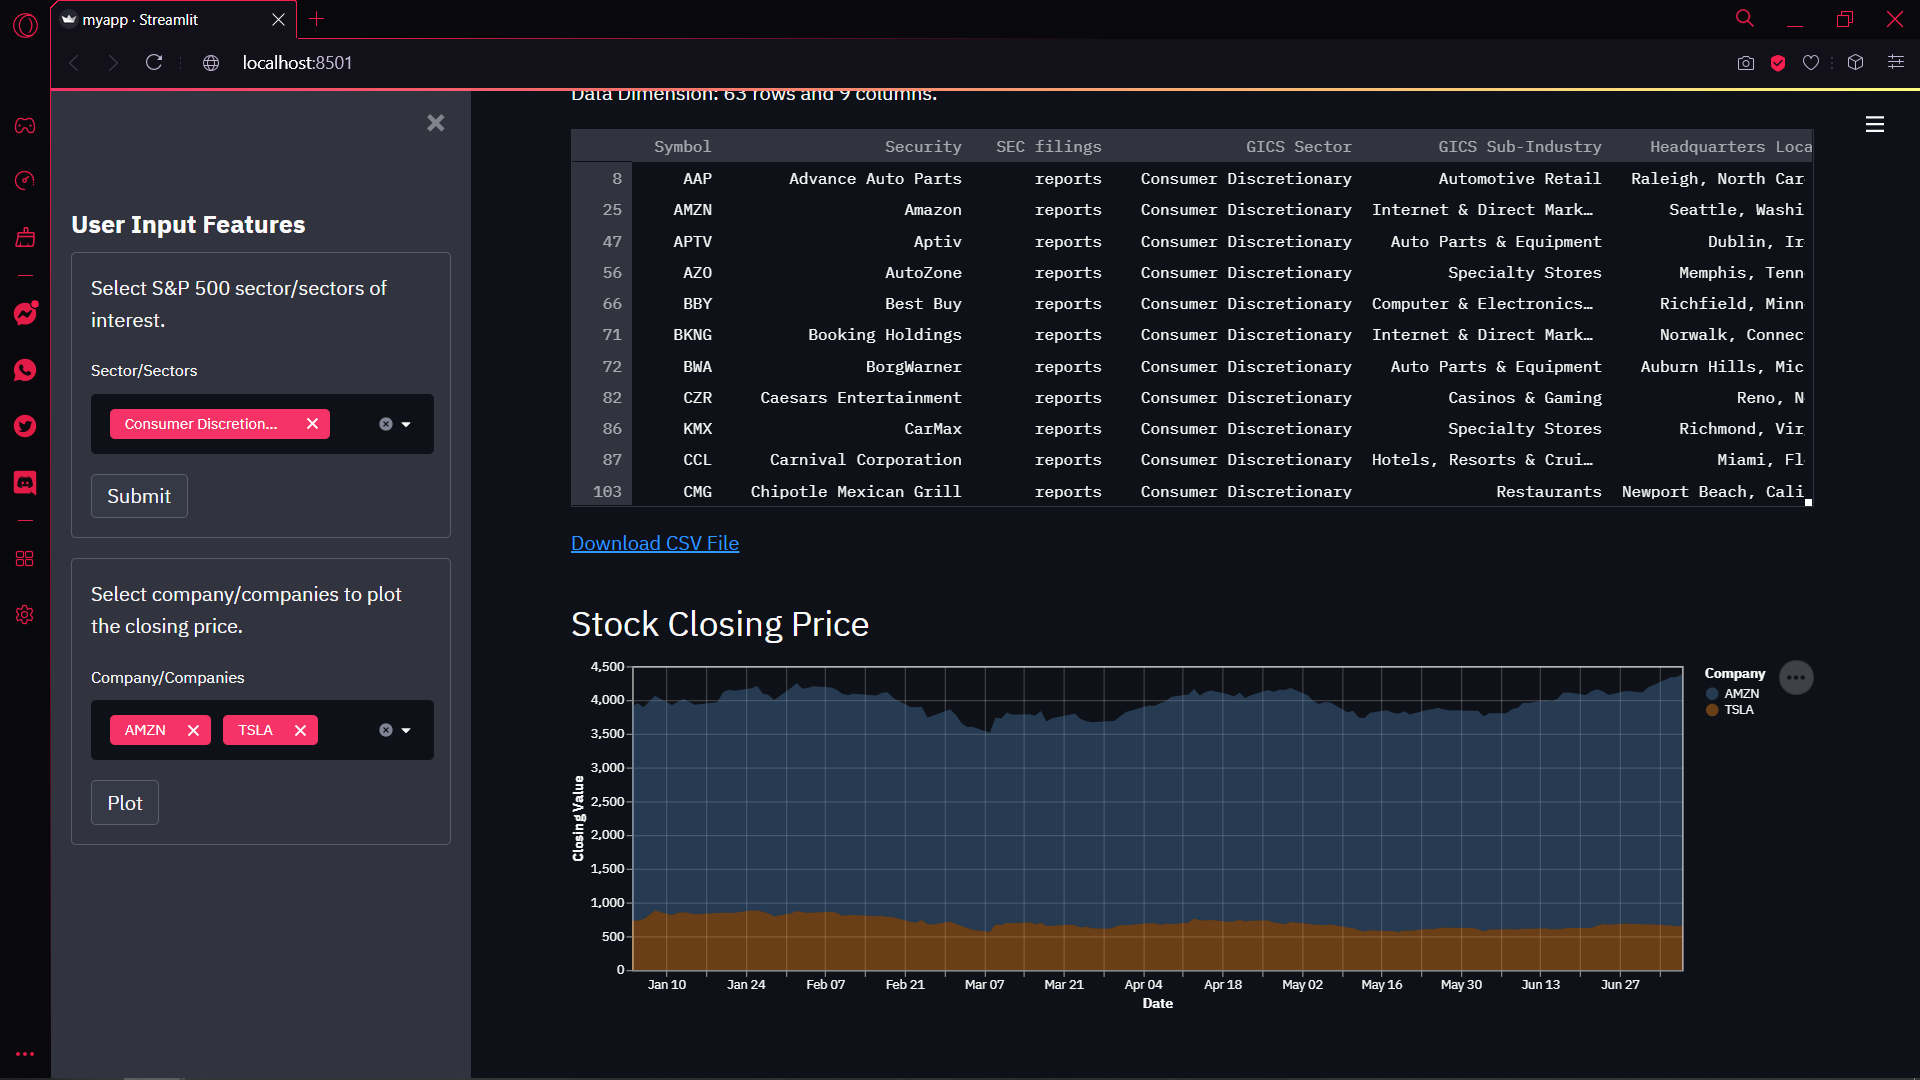 myapp · Streamlit
localhost:8501
User Input Features
Select S&P 500 sector/sectors of
interest.
Sector/Sectors
Consumer Discretion...
Submit
Select company/companies to plot
the closing price.
Company/Companies
AMZN TSLA
Plot
Data Dimension: 63 rows and 9 columns.
Symbol Security SEC filings GICS Sector GICS Sub-Industry Headquarters Loca
8 AAP Advance Auto Parts reports Consumer Discretionary Automotive Retail Raleigh, North Car
25 AMZN Amazon reports Consumer Discretionary Internet & Direct Mark… Seattle, Washi
47 APTV Aptiv reports Consumer Discretionary Auto Parts & Equipment Dublin, Ir
56 AZO AutoZone reports Consumer Discretionary Specialty Stores Memphis, Tenn
66 BBY Best Buy reports Consumer Discretionary Computer & Electronics… Richfield, Minn
71 BKNG Booking Holdings reports Consumer Discretionary Internet & Direct Mark… Norwalk, Connec
72 BWA BorgWarner reports Consumer Discretionary Auto Parts & Equipment Auburn Hills, Mic
82 CZR Caesars Entertainment reports Consumer Discretionary Casinos & Gaming Reno, N
86 KMX CarMax reports Consumer Discretionary Specialty Stores Richmond, Vir
87 CCL Carnival Corporation reports Consumer Discretionary Hotels, Resorts & Crui… Miami, Fl
103 CMG Chipotle Mexican Grill reports Consumer Discretionary Restaurants Newport Beach, Cali
Download CSV File
Stock Closing Price
4,500
4,000
3,500
3,000
2,500
2,000
1,500
1,000
500
0
Closing Value
Jan 10 Jan 24 Feb 07 Feb 21 Mar 07 Mar 21 Apr 04 Apr 18 May 02 May 16 May 30 Jun 13 Jun 27
Date
Company
AMZN
TSLA